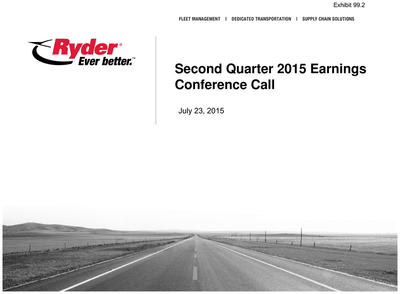 Exhibit 99.2
FLEET MANAGEMENT I DEDICATED TRANSPORTATION I SUPPLY CHAIN SOLUTIONS
Ryder®
Ever better.™
Second Quarter 2015 Earnings
Conference Call
July 23, 2015